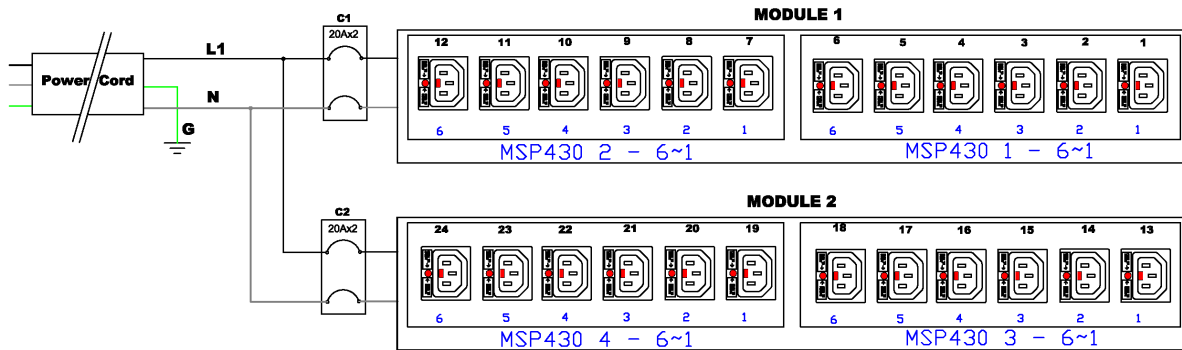 MODULE 1
C1
20Ax2
L1
12 11 10 9 8 7 6 5 4 3 2 1
Power Cord
N
G
6 5 4 3 2 1 6 5 4 3 2 1
MSP430 2 - 6~1 MSP430 1 - 6~1
MODULE 2
C2
20Ax2
24 23 22 21 20 19 18 17 16 15 14 13
6 5 4 3 2 1 6 5 4 3 2 1
MSP430 4 - 6~1 MSP430 3 - 6~1